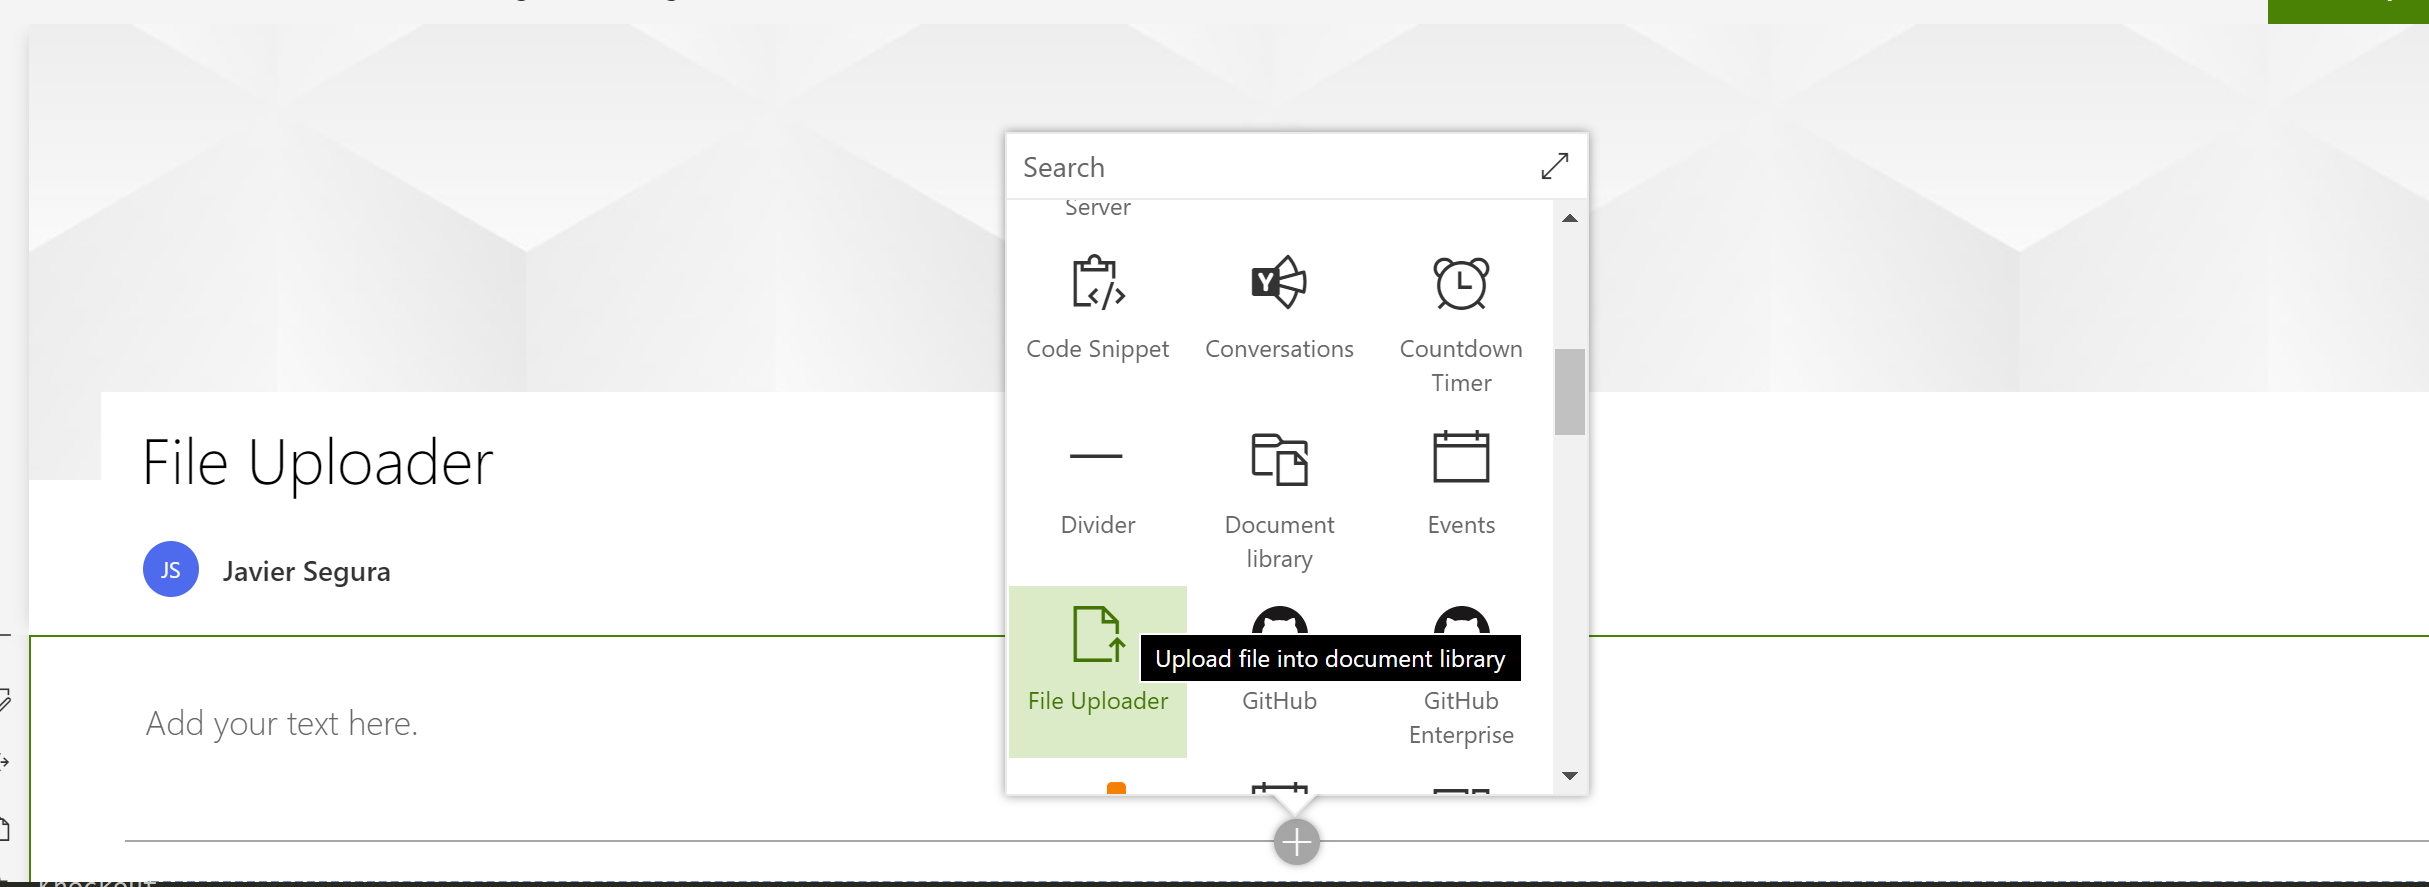 Search
Server
Code Snippet
Conversations
Countdown
Timer
File Uploader
Divider
Document
library
Events
JS
Javier Segura
Upload file into document library
File Uploader
GitHub
GitHub
Enterprise
Add your text here.